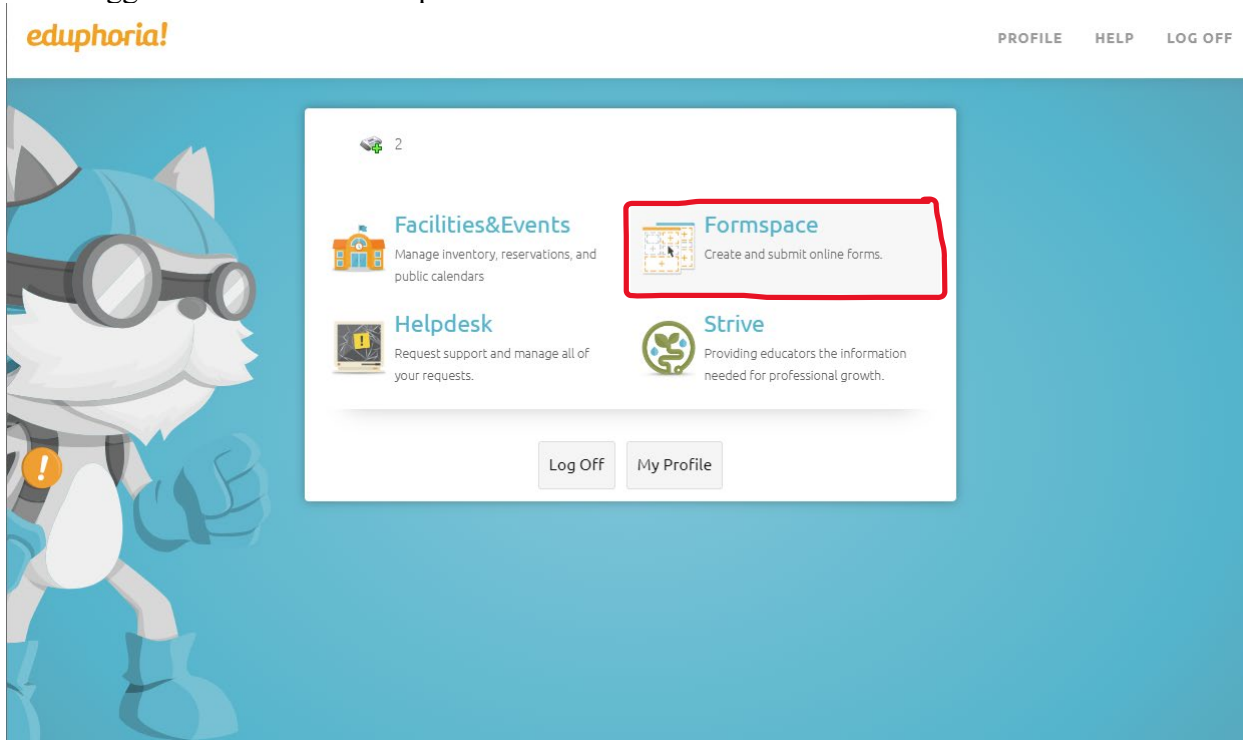 eduphoria!
PROFILE HELP LOG OFF
2
Facilities&Events
Manage inventory, reservations, and
public calendars
Formspace
Create and submit online forms.
Helpdesk
Request support and manage all of
your requests.
Strive
Providing educators the information
needed for professional growth.
Log Off
My Profile
!